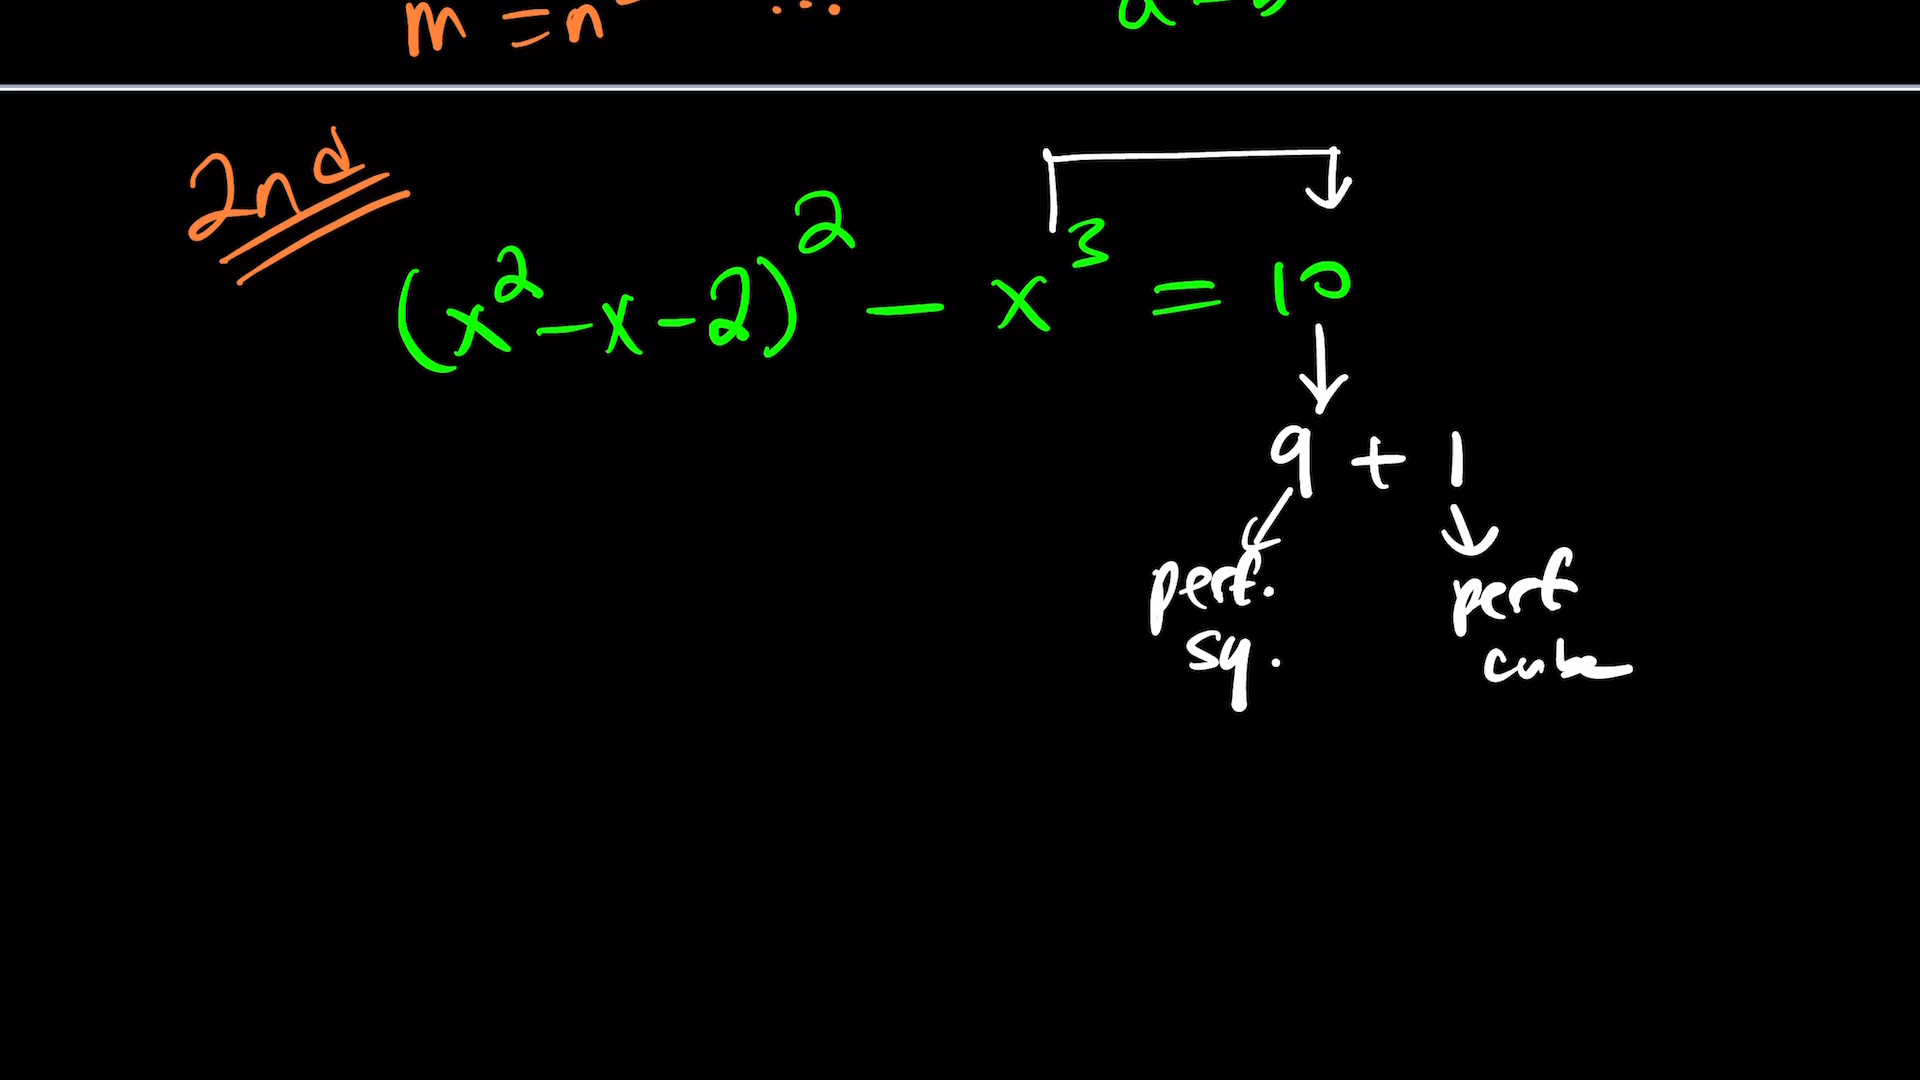 m = n ...
2nd
(x² - x - 2)² - x³ = 10
9 + 1
perf. perf
sq. cube